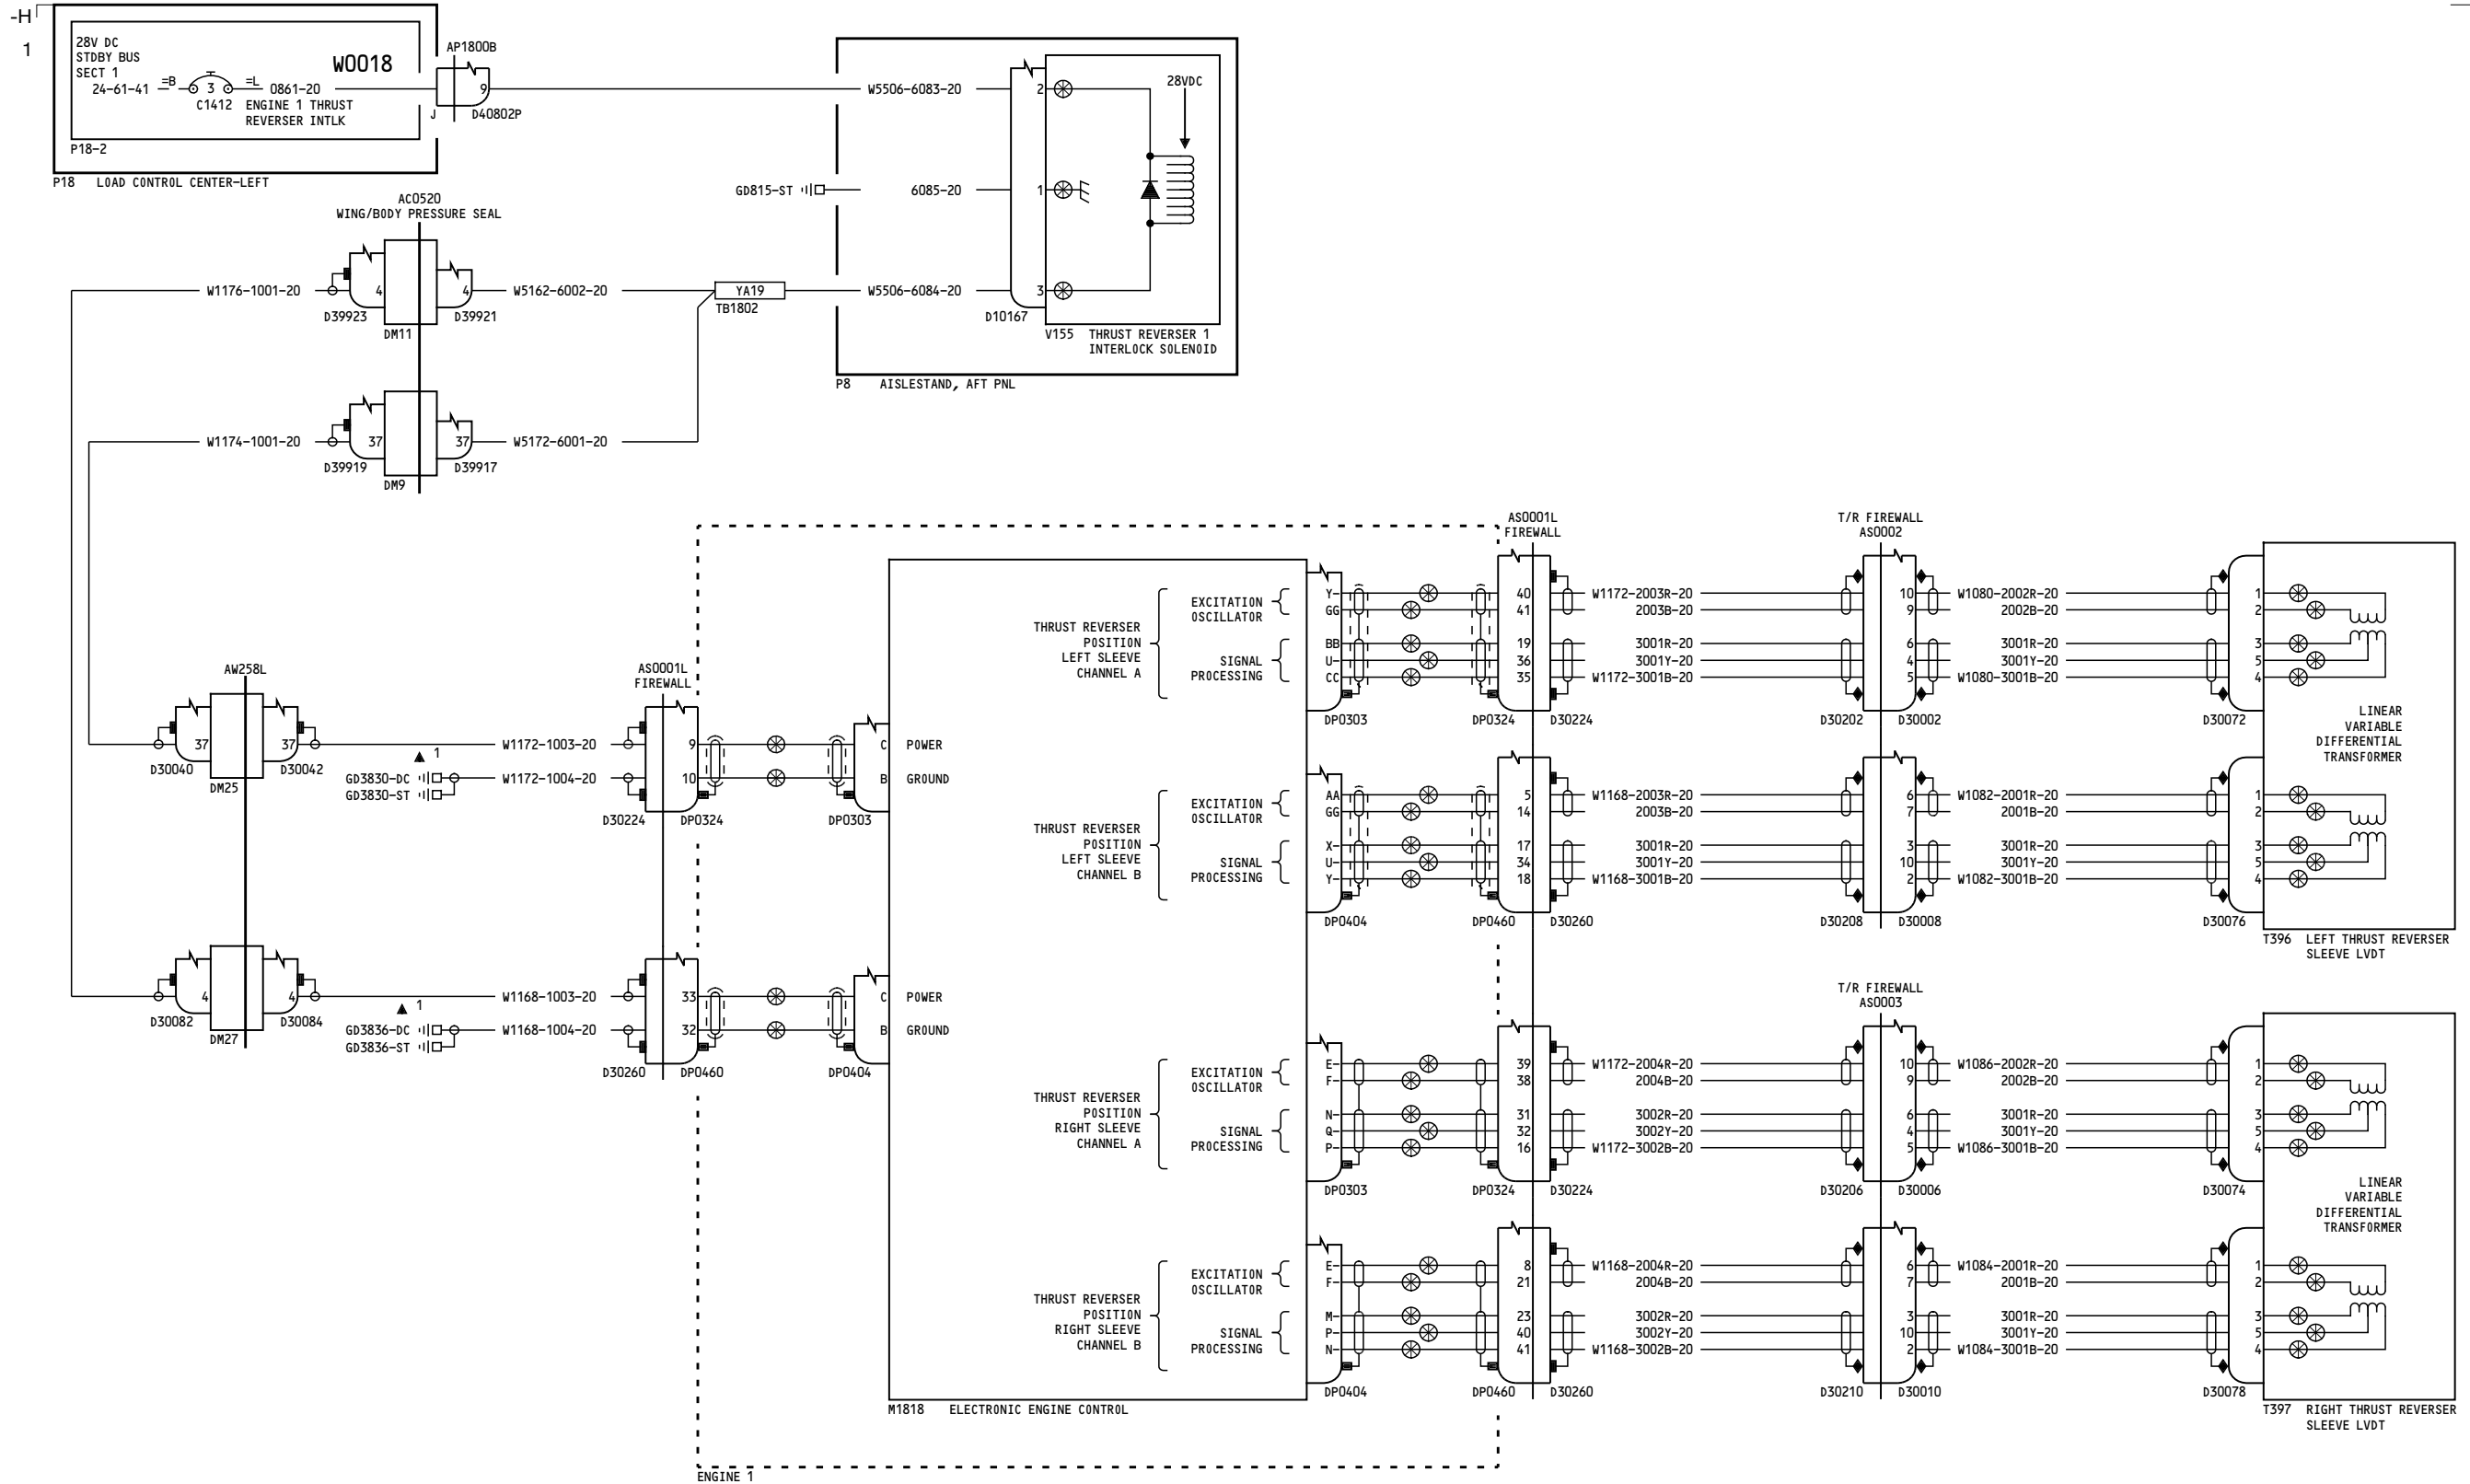 -H
1
28V DC
STDBY BUS
SECT 1
24-61-41
=B
3
=L
0861-20
C1412
ENGINE 1 THRUST
REVERSER INTLK
W0018
P18-2
P18 LOAD CONTROL CENTER-LEFT
AP1800B
9
J
D40802P
W5506-6083-20
2
28VDC
GD815-ST
6085-20
1
W5506-6084-20
3
D10167
V155 THRUST REVERSER 1
INTERLOCK SOLENOID
P8 AISLESTAND, AFT PNL
AC0520
WING/BODY PRESSURE SEAL
W1176-1001-20
4
4
W5162-6002-20
YA19
TB1802
D39923
D39921
DM11
W1174-1001-20
37
37
W5172-6001-20
D39919
D39917
DM9
AW258L
37
37
D30040
D30042
DM25
W1172-1003-20
1
GD3830-DC
W1172-1004-20
GD3830-ST
AS0001L
FIREWALL
9
10
D30224
DP0324
DP0303
C POWER
B GROUND
4
4
D30082
D30084
DM27
W1168-1003-20
1
GD3836-DC
W1168-1004-20
GD3836-ST
33
32
D30260
DP0460
DP0404
C POWER
B GROUND
M1818 ELECTRONIC ENGINE CONTROL
ENGINE 1
AS0001L
FIREWALL
T/R FIREWALL
AS0002
THRUST REVERSER
POSITION
LEFT SLEEVE
CHANNEL A
EXCITATION
OSCILLATOR
SIGNAL
PROCESSING
Y- 40 W1172-2003R-20 10 W1080-2002R-20 1
GG 41 2003B-20 9 2002B-20 2
BB 19 3001R-20 6 3001R-20 3
U- 36 3001Y-20 4 3001Y-20 5
CC 35 W1172-3001B-20 5 W1080-3001B-20 4
DP0303 DP0324 D30224 D30202 D30002 D30072
LINEAR
VARIABLE
DIFFERENTIAL
TRANSFORMER
THRUST REVERSER
POSITION
LEFT SLEEVE
CHANNEL B
EXCITATION
OSCILLATOR
SIGNAL
PROCESSING
AA 5 W1168-2003R-20 6 W1082-2001R-20 1
GG 14 2003B-20 7 2001B-20 2
X- 17 3001R-20 3 3001R-20 3
U- 34 3001Y-20 10 3001Y-20 5
Y- 18 W1168-3001B-20 2 W1082-3001B-20 4
DP0404 DP0460 D30260 D30208 D30008 D30076
T396 LEFT THRUST REVERSER
SLEEVE LVDT
T/R FIREWALL
AS0003
THRUST REVERSER
POSITION
RIGHT SLEEVE
CHANNEL A
EXCITATION
OSCILLATOR
SIGNAL
PROCESSING
E- 39 W1172-2004R-20 10 W1086-2002R-20 1
F- 38 2004B-20 9 2002B-20 2
N- 31 3002R-20 6 3001R-20 3
Q- 32 3002Y-20 4 3001Y-20 5
P- 16 W1172-3002B-20 5 W1086-3001B-20 4
DP0303 DP0324 D30224 D30206 D30006 D30074
LINEAR
VARIABLE
DIFFERENTIAL
TRANSFORMER
THRUST REVERSER
POSITION
RIGHT SLEEVE
CHANNEL B
EXCITATION
OSCILLATOR
SIGNAL
PROCESSING
E- 8 W1168-2004R-20 6 W1084-2001R-20 1
F- 21 2004B-20 7 2001B-20 2
M- 23 3002R-20 3 3001R-20 3
P- 40 3002Y-20 10 3001Y-20 5
N- 41 W1168-3002B-20 2 W1084-3001B-20 4
DP0404 DP0460 D30260 D30210 D30010 D30078
T397 RIGHT THRUST REVERSER
SLEEVE LVDT